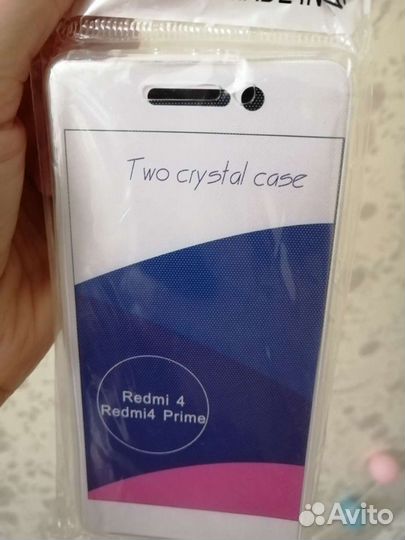 Two crystal case
Redmi 4
Redmi4 Prime
Avito